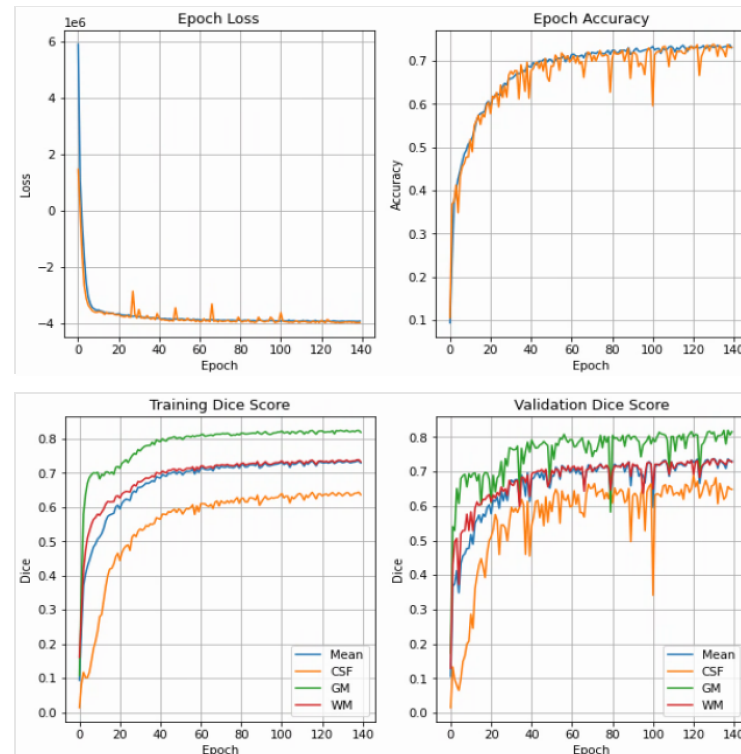 Epoch Loss
1e6
6
4
2
0
−2
−4
Loss
0 20 40 60 80 100 120 140
Epoch
Epoch Accuracy
0.7
0.6
0.5
0.4
0.3
0.2
0.1
Accuracy
0 20 40 60 80 100 120 140
Epoch
Training Dice Score
0.8
0.7
0.6
0.5
0.4
0.3
0.2
0.1
0.0
Dice
Mean
CSF
GM
WM
0 20 40 60 80 100 120 140
Epoch
Validation Dice Score
0.8
0.7
0.6
0.5
0.4
0.3
0.2
0.1
0.0
Dice
Mean
CSF
GM
WM
0 20 40 60 80 100 120 140
Epoch